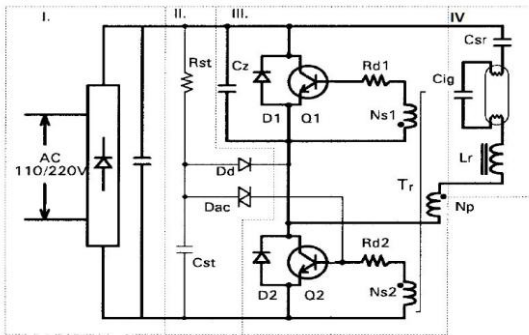 I.
II.
III.
IV
Csr
Rst
Cz
Rd1
Cig
Ns1
D1
Q1
AC
110/220V
Dd
Lr
Tr
Dac
Np
Rd2
Cst
D2
Q2
Ns2